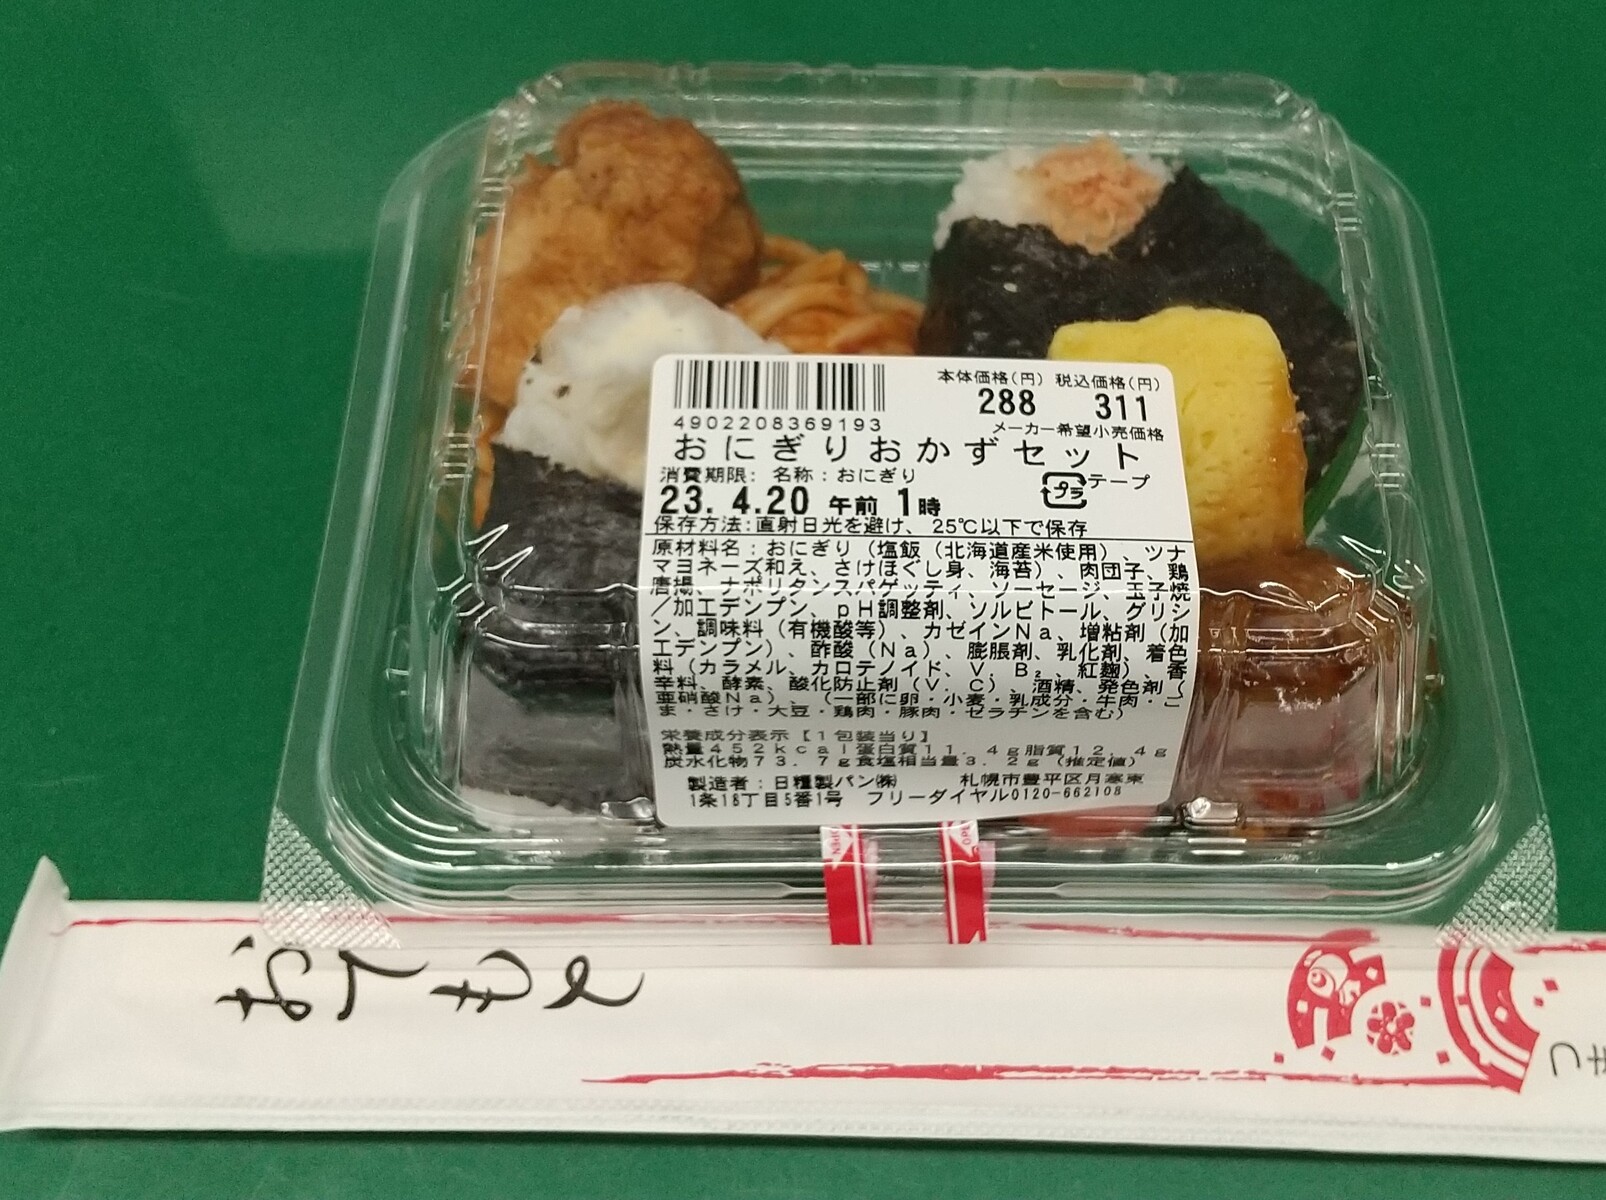 本体価格(円) 税込価格(円)
288 311
4902208369193
メーカー希望小売価格
おにぎりおかずセット
消費期限: 名称:おにぎり
プラ テープ
23. 4.20 午前 1時
保存方法:直射日光を避け、25℃以下で保存
原材料名:おにぎり(塩飯(北海道産米使用)、ツナ
マヨネーズ和え、さけほぐし身、海苔)、肉団子、鶏
唐揚、ナポリタンスパゲッティ、ソーセージ、玉子焼
/加工デンプン、pH調整剤、ソルビトール、グリシ
ン、調味料(有機酸等)、カゼインNa、増粘剤(加
工デンプン)、酢酸(Na)、膨脹剤、乳化剤、着色
料(カラメル、カロテノイド、V.B₂、紅麹)、香
辛料、酵素、酸化防止剤(V.C)、酒精、発色剤(
亜硝酸Na)、(一部に卵・小麦・乳成分・牛肉・ご
ま・さけ・大豆・鶏肉・豚肉・ゼラチンを含む)
栄養成分表示【1包装当り】
熱量452kcal蛋白質11.4g脂質12.4g
炭水化物73.7g食塩相当量3.2g(推定値)
製造者:日糧製パン㈱ 札幌市豊平区月寒東
1条18丁目5番1号 フリーダイヤル0120-662108
OPEN
おてもと